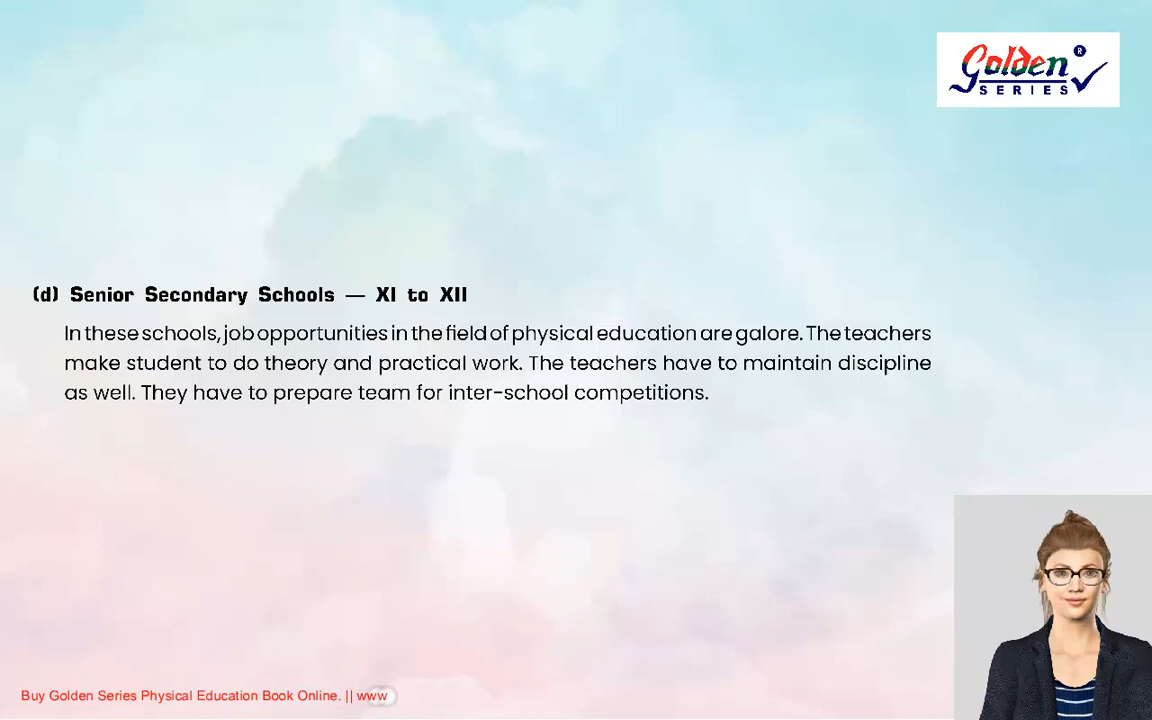 Golden®
SERIES
(d) Senior Secondary Schools — XI to XII
In these schools, job opportunities in the field of physical education are galore. The teachers
make student to do theory and practical work. The teachers have to maintain discipline
as well. They have to prepare team for inter-school competitions.
Buy Golden Series Physical Education Book Online. || www